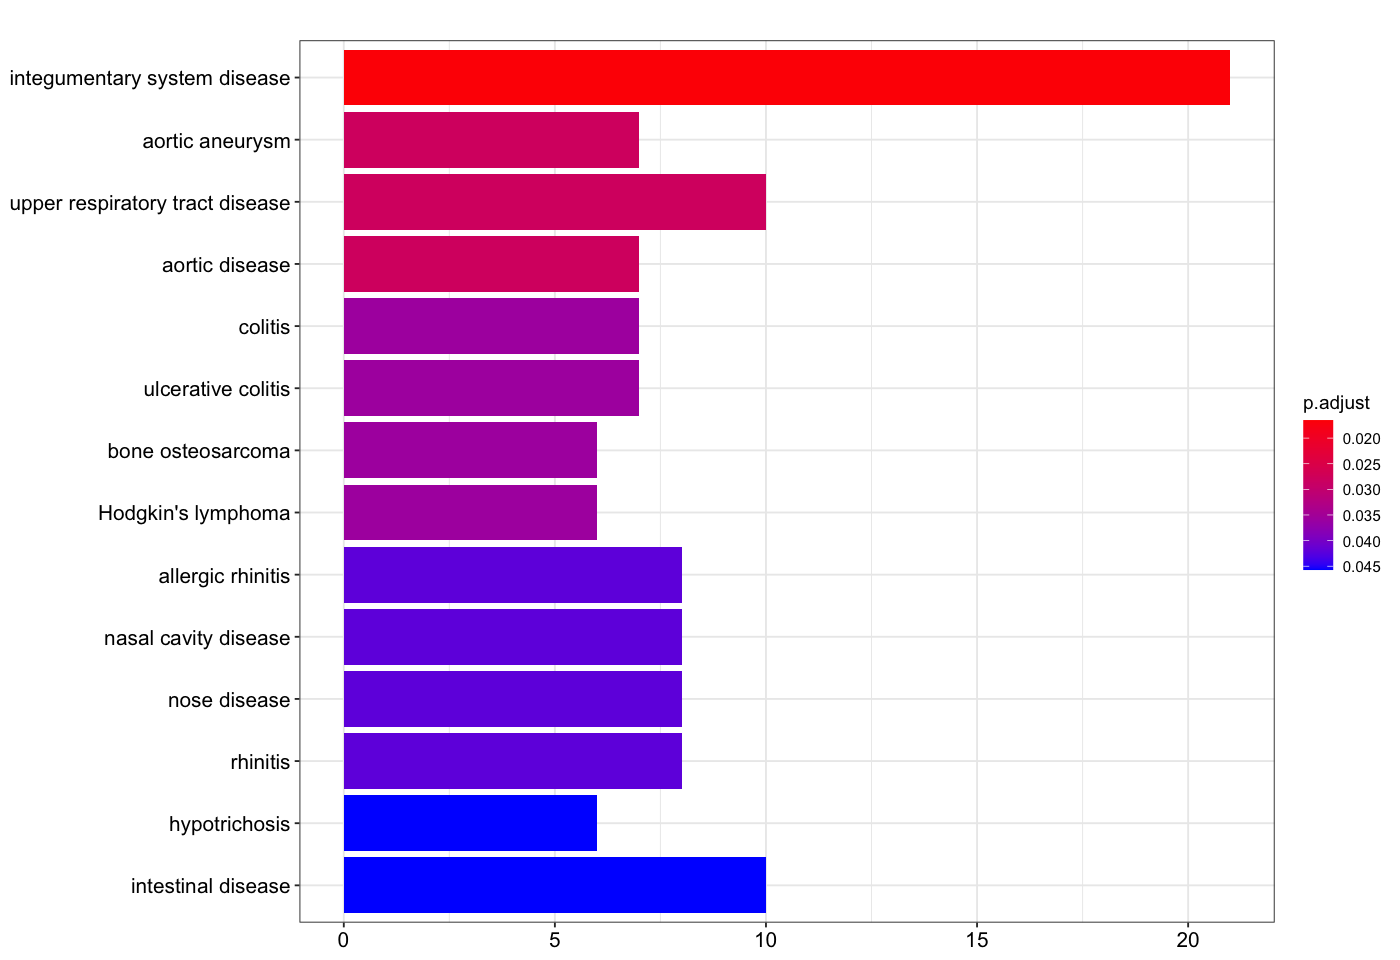 integumentary system disease
aortic aneurysm
upper respiratory tract disease
aortic disease
colitis
ulcerative colitis
bone osteosarcoma
Hodgkin's lymphoma
allergic rhinitis
nasal cavity disease
nose disease
rhinitis
hypotrichosis
intestinal disease
0 5 10 15 20
p.adjust
0.020
0.025
0.030
0.035
0.040
0.045